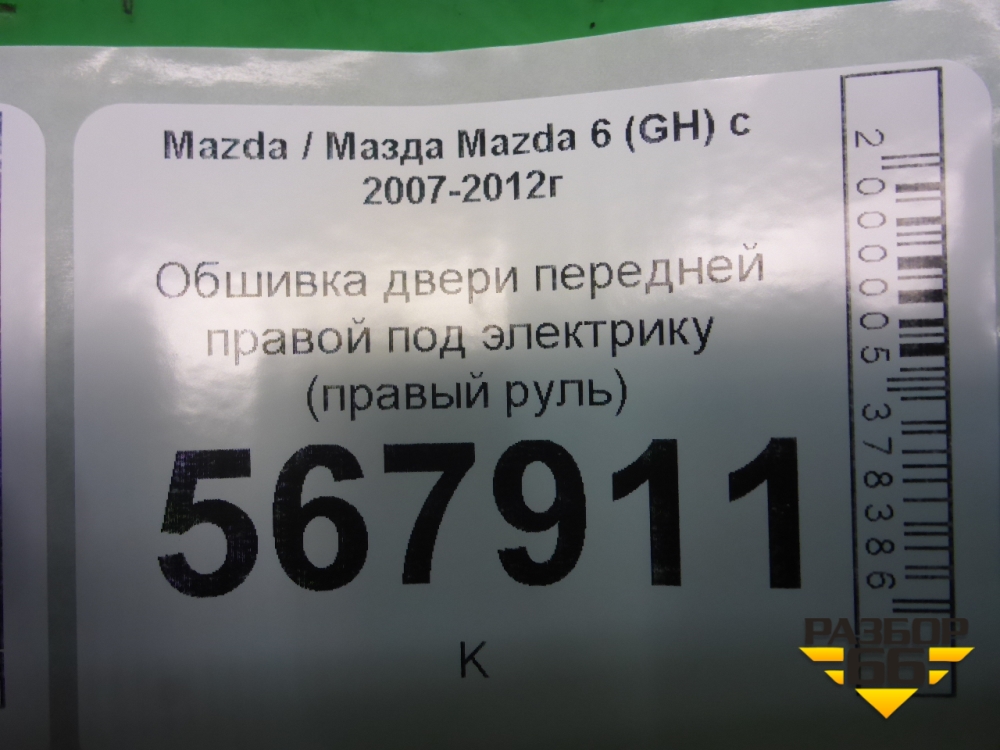 Mazda / Мазда Mazda 6 (GH) с
2007-2012г
Обшивка двери передней
правой под электрику
(правый руль)
567911
К
2000005378386
РАЗБОР
66